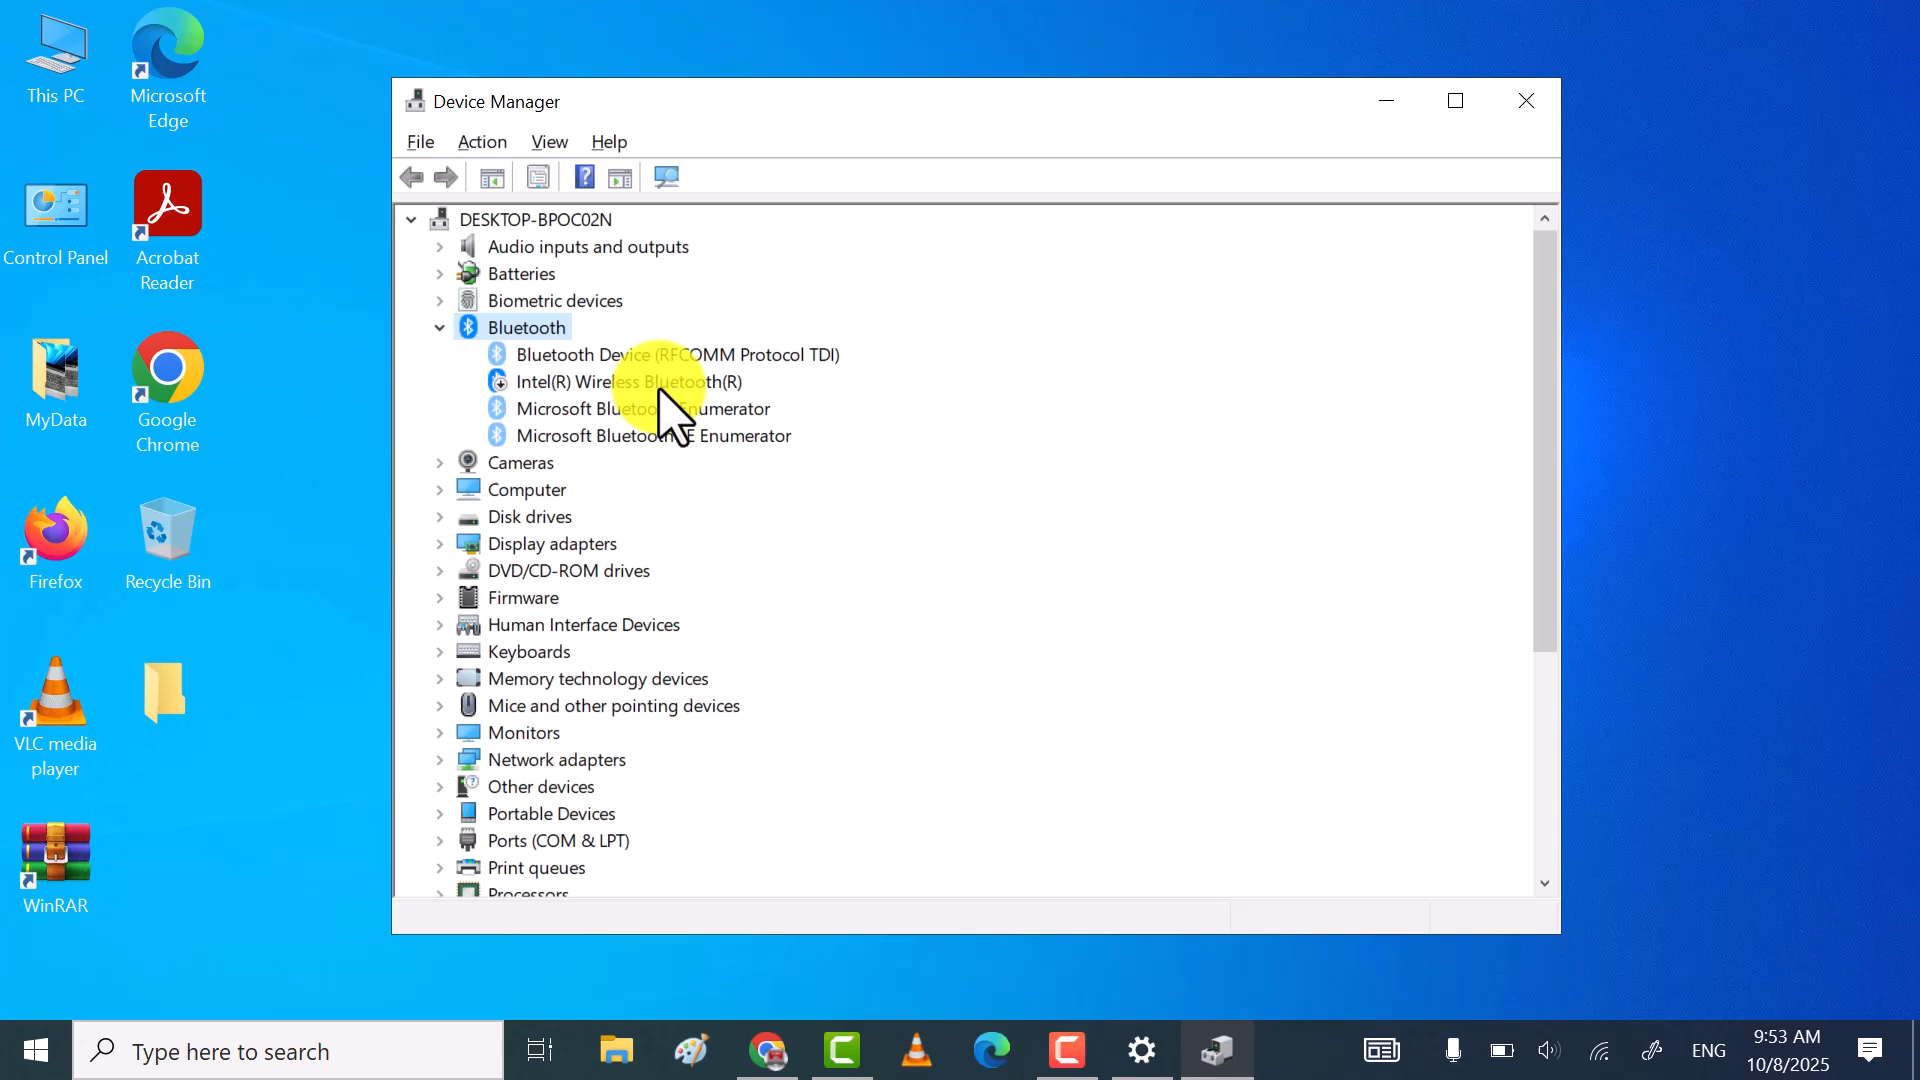 This PC
Microsoft
Edge
Control Panel
Acrobat
Reader
MyData
Google
Chrome
Firefox
Recycle Bin
VLC media
player
WinRAR
Device Manager
File Action View Help
DESKTOP-BPOC02N
Audio inputs and outputs
Batteries
Biometric devices
Bluetooth
Bluetooth Device (RFCOMM Protocol TDI)
Intel(R) Wireless Bluetooth(R)
Microsoft Bluetooth Enumerator
Microsoft Bluetooth LE Enumerator
Cameras
Computer
Disk drives
Display adapters
DVD/CD-ROM drives
Firmware
Human Interface Devices
Keyboards
Memory technology devices
Mice and other pointing devices
Monitors
Network adapters
Other devices
Portable Devices
Ports (COM & LPT)
Print queues
Processors
Type here to search
ENG
9:53 AM
10/8/2025